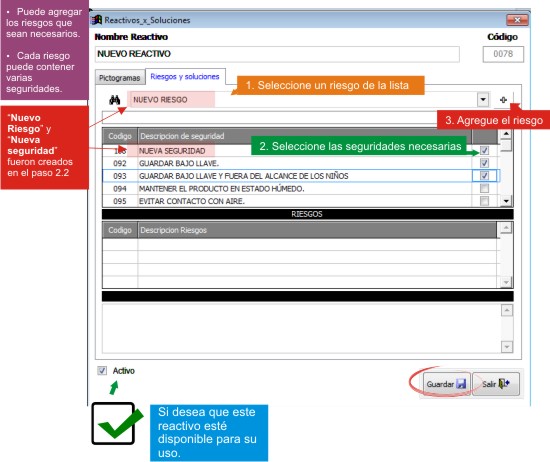 • Puede agregar
los riesgos que
sean necesarios.
• Cada riesgo
puede contener
varias
seguridades.
"Nuevo
Riesgo" y
"Nueva
seguridad"
fueron creados
en el paso 2.2
Reactivos_x_Soluciones
Nombre Reactivo
Código
NUEVO REACTIVO
0078
Pictogramas
Riesgos y soluciones
1. Seleccione un riesgo de la lista
NUEVO RIESGO
3. Agregue el riesgo
Codigo
Descripcion de seguridad
2. Seleccione las seguridades necesarias
NUEVA SEGURIDAD
092 GUARDAR BAJO LLAVE.
093 GUARDAR BAJO LLAVE Y FUERA DEL ALCANCE DE LOS NIÑOS
094 MANTENER EL PRODUCTO EN ESTADO HÚMEDO.
095 EVITAR CONTACTO CON AIRE.
RIESGOS
Codigo
Descripcion Riesgos
Activo
Guardar
Salir
Si desea que este
reactivo esté
disponible para su
uso.